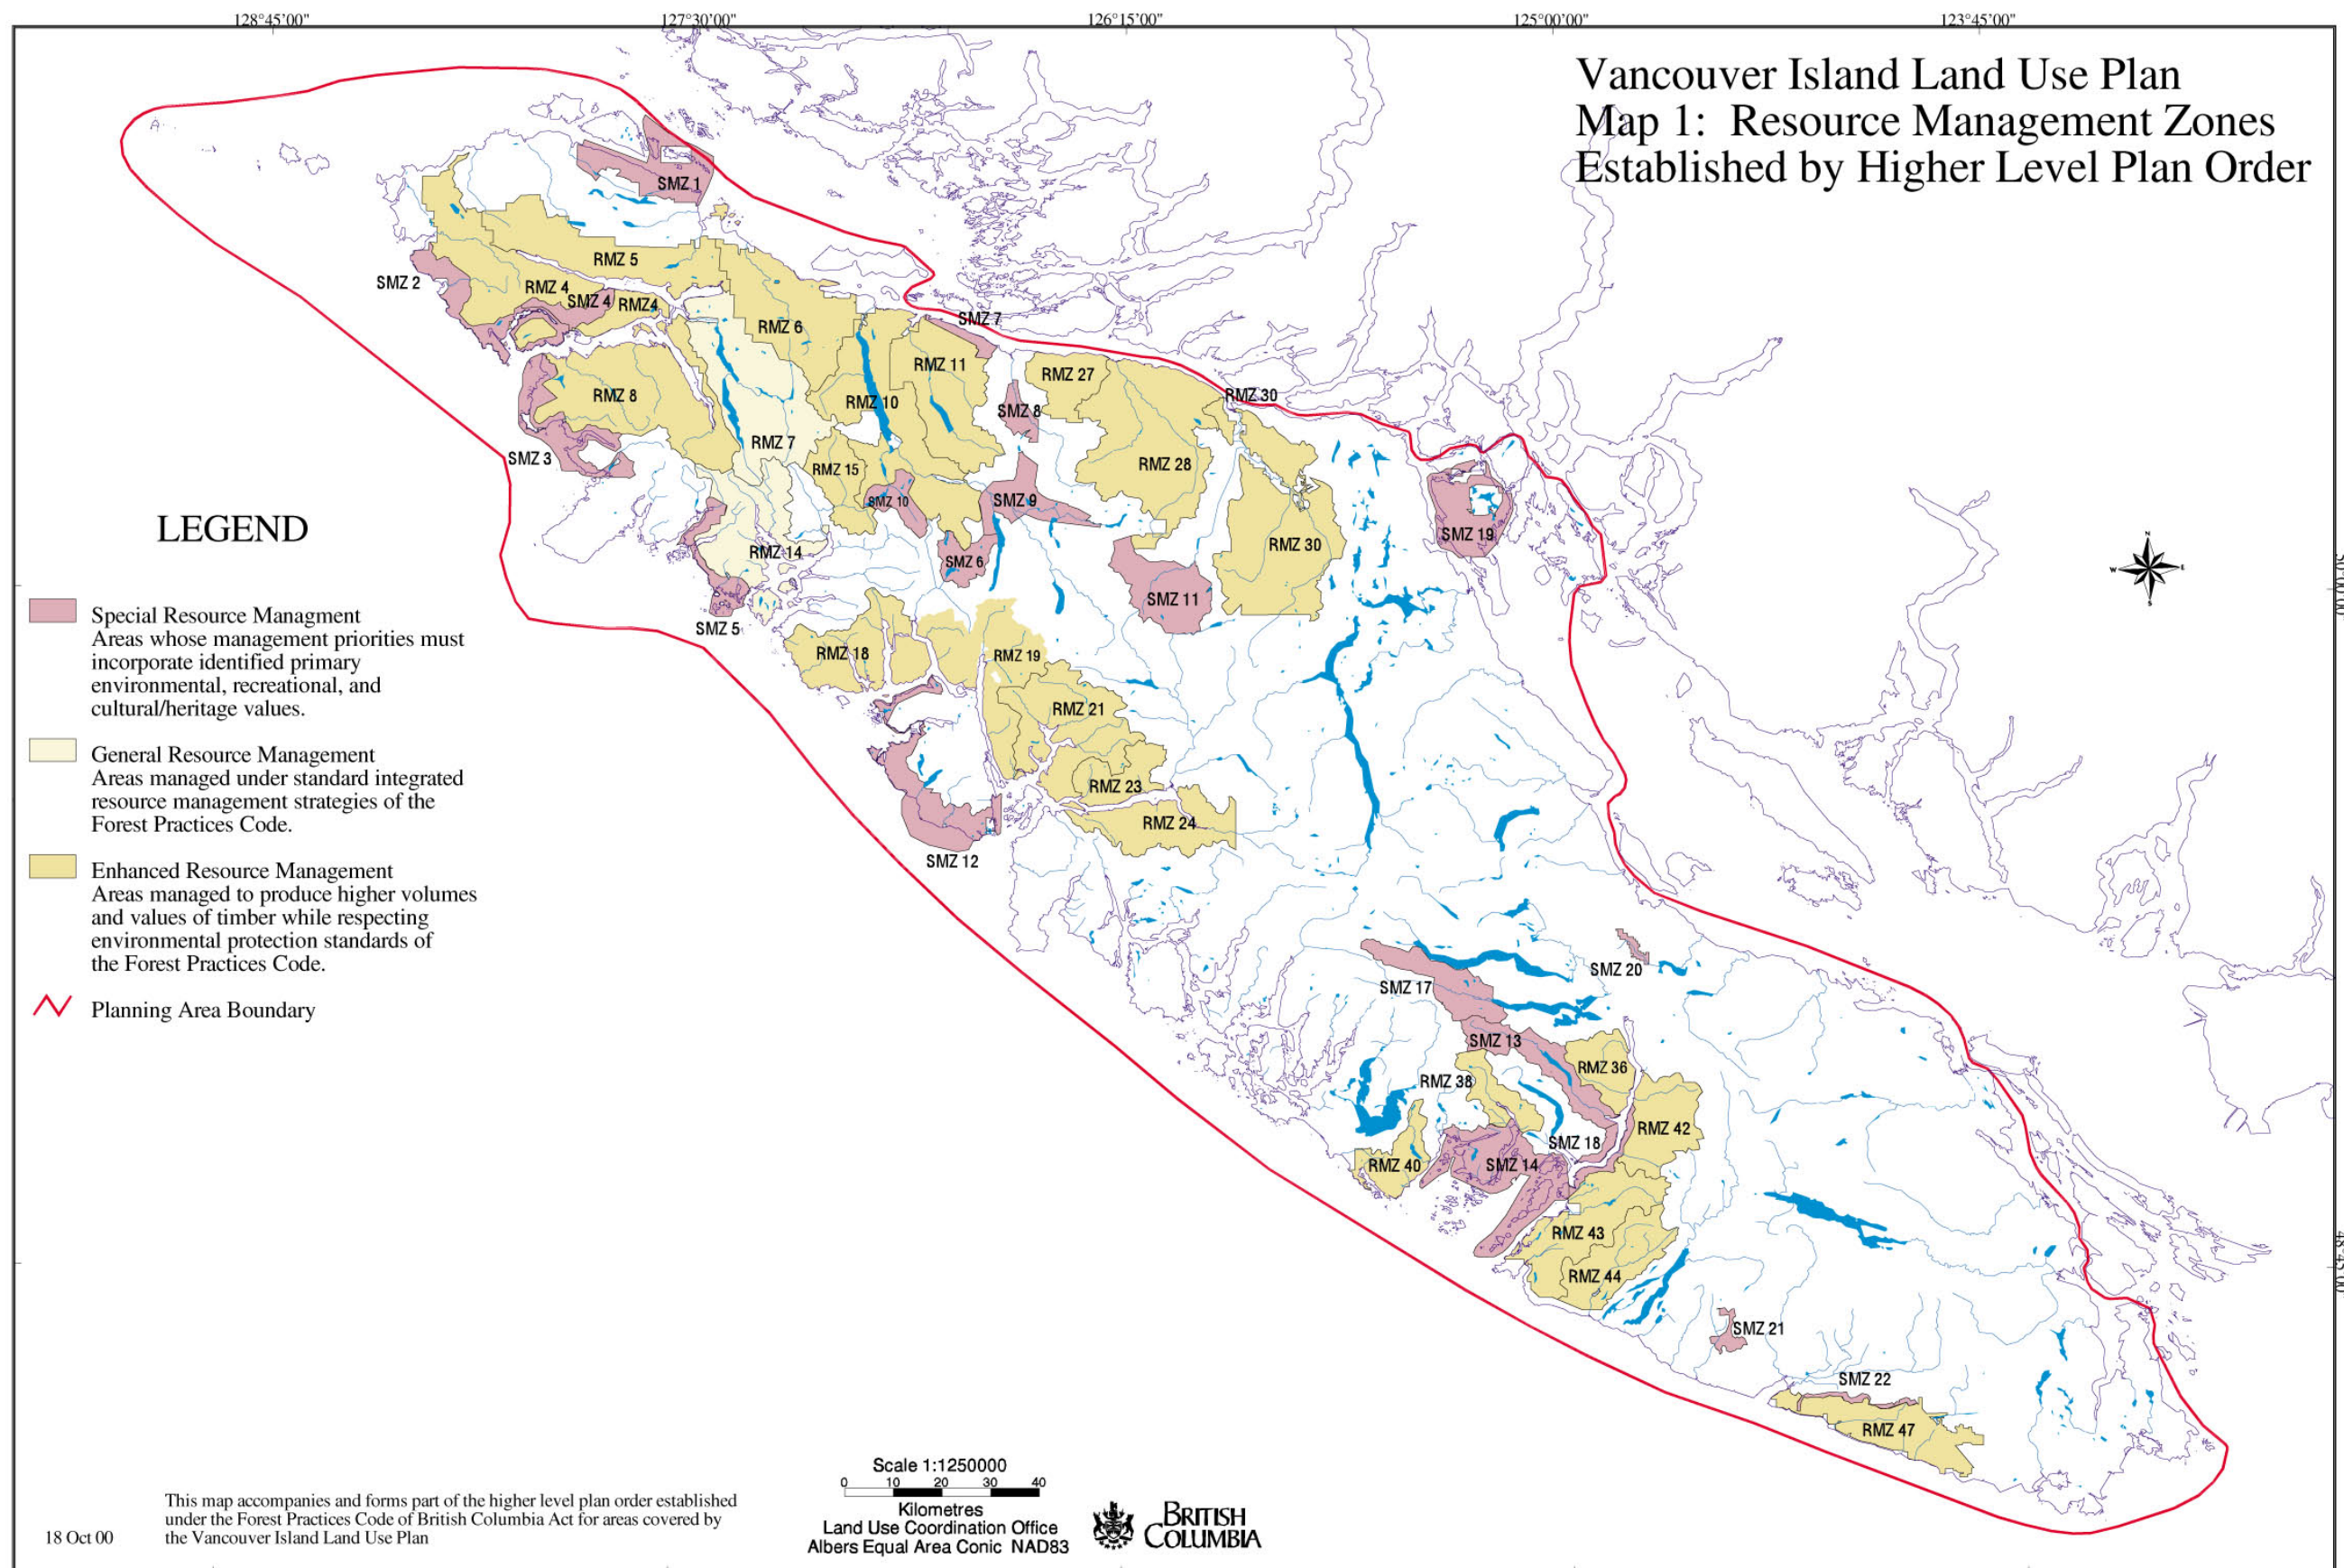 128°45'00"
127°30'00"
126°15'00"
125°00'00"
123°45'00"
Vancouver Island Land Use Plan
Map 1: Resource Management Zones
Established by Higher Level Plan Order
SMZ 1
SMZ 2
RMZ 5
RMZ 4
SMZ 4
RMZ4
RMZ 6
SMZ 7
RMZ 11
RMZ 27
RMZ 8
RMZ 10
SMZ 8
RMZ 30
RMZ 7
SMZ 3
RMZ 15
RMZ 28
SMZ 10
SMZ 9
SMZ 19
RMZ 14
SMZ 6
RMZ 30
SMZ 11
SMZ 5
RMZ 18
RMZ 19
RMZ 21
RMZ 23
RMZ 24
SMZ 12
SMZ 20
SMZ 17
SMZ 13
RMZ 36
RMZ 38
RMZ 42
SMZ 18
RMZ 40
SMZ 14
RMZ 43
RMZ 44
SMZ 21
SMZ 22
RMZ 47
N
W
E
S
LEGEND
Special Resource Managment
Areas whose management priorities must
incorporate identified primary
environmental, recreational, and
cultural/heritage values.
General Resource Management
Areas managed under standard integrated
resource management strategies of the
Forest Practices Code.
Enhanced Resource Management
Areas managed to produce higher volumes
and values of timber while respecting
environmental protection standards of
the Forest Practices Code.
Planning Area Boundary
18 Oct 00
This map accompanies and forms part of the higher level plan order established
under the Forest Practices Code of British Columbia Act for areas covered by
the Vancouver Island Land Use Plan
Scale 1:1250000
0 10 20 30 40
Kilometres
Land Use Coordination Office
Albers Equal Area Conic NAD83
BRITISH
COLUMBIA